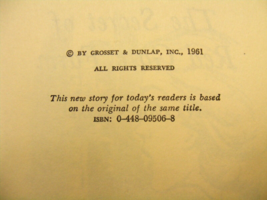 © BY GROSSET & DUNLAP, INC., 1961
ALL RIGHTS RESERVED
This new story for today's readers is based
on the original of the same title.
ISBN: 0-448-09506-8